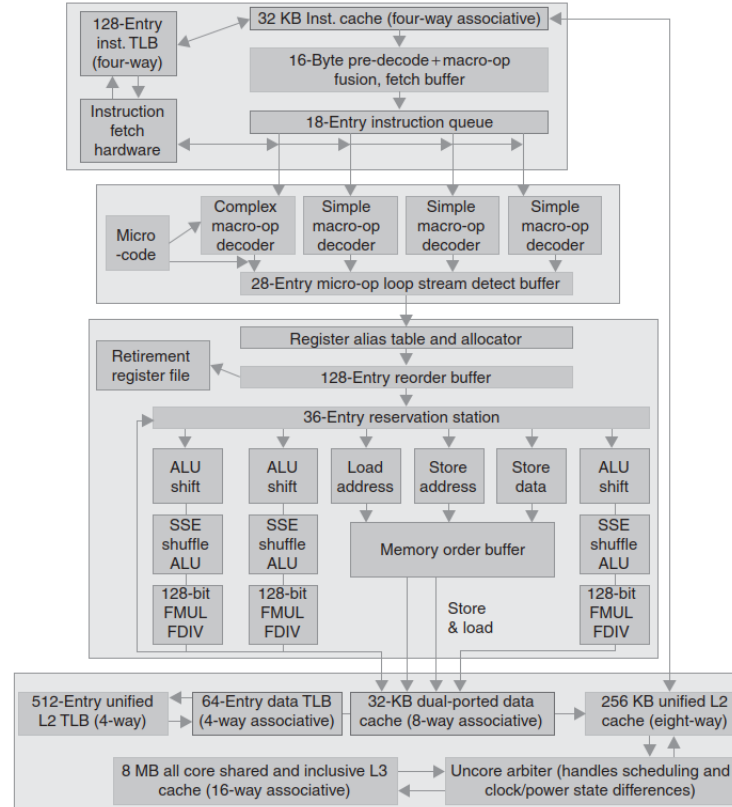 128-Entry
inst. TLB
(four-way)
32 KB Inst. cache (four-way associative)
16-Byte pre-decode+macro-op
fusion, fetch buffer
Instruction
fetch
hardware
18-Entry instruction queue
Micro
-code
Complex
macro-op
decoder
Simple
macro-op
decoder
Simple
macro-op
decoder
Simple
macro-op
decoder
28-Entry micro-op loop stream detect buffer
Register alias table and allocator
Retirement
register file
128-Entry reorder buffer
36-Entry reservation station
ALU
shift
ALU
shift
Load
address
Store
address
Store
data
ALU
shift
SSE
shuffle
ALU
SSE
shuffle
ALU
Memory order buffer
SSE
shuffle
ALU
128-bit
FMUL
FDIV
128-bit
FMUL
FDIV
Store
& load
128-bit
FMUL
FDIV
512-Entry unified
L2 TLB (4-way)
64-Entry data TLB
(4-way associative)
32-KB dual-ported data
cache (8-way associative)
256 KB unified L2
cache (eight-way)
8 MB all core shared and inclusive L3
cache (16-way associative)
Uncore arbiter (handles scheduling and
clock/power state differences)